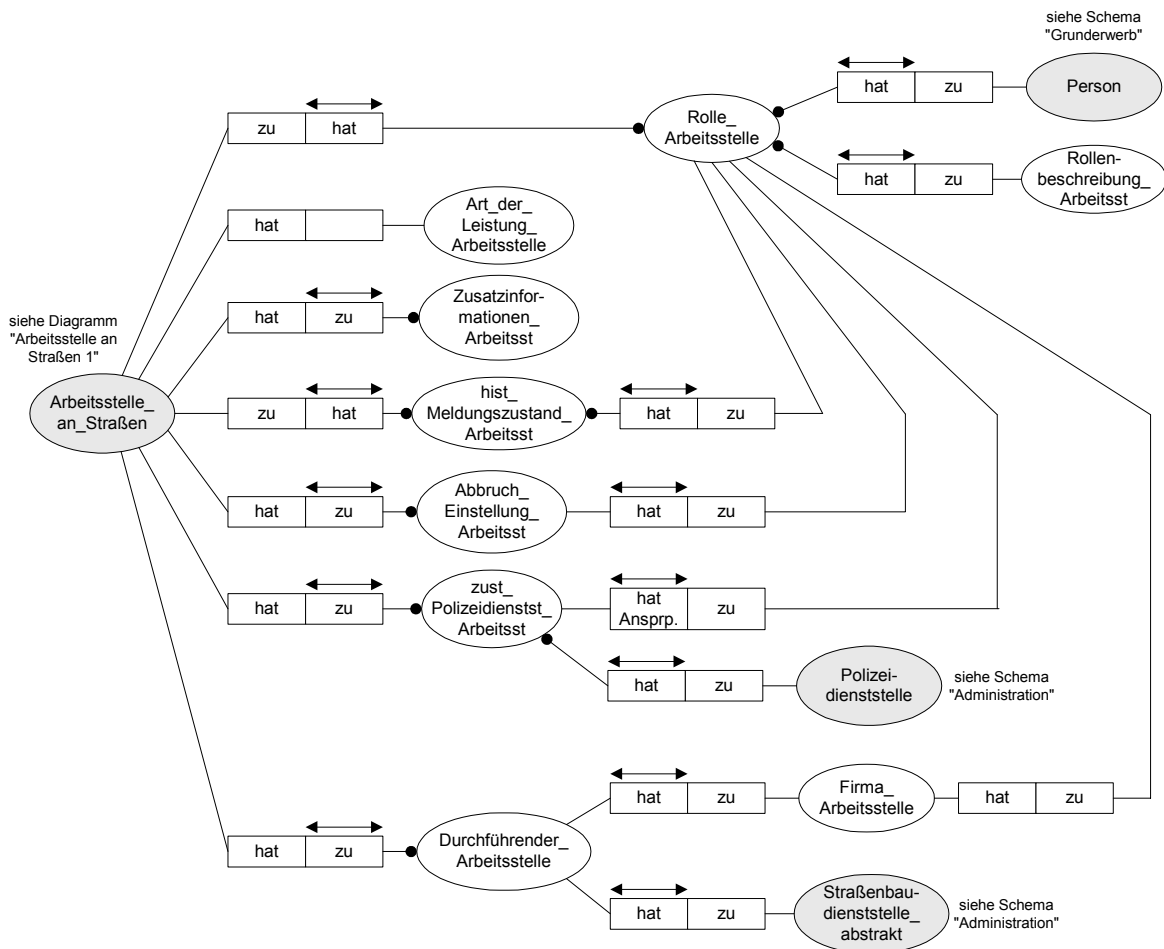 siehe Schema
"Grunderwerb"
hat
zu
Person
zu
hat
Rolle_
Arbeitsstelle
hat
zu
Rollen-
beschreibung_
Arbeitsst
hat
Art_der_
Leistung_
Arbeitsstelle
siehe Diagramm
"Arbeitsstelle an
Straßen 1"
hat
zu
Zusatzinfor-
mationen_
Arbeitsst
Arbeitsstelle_
an_Straßen
zu
hat
hist_
Meldungszustand_
Arbeitsst
hat
zu
hat
zu
Abbruch_
Einstellung_
Arbeitsst
hat
zu
hat
zu
zust_
Polizeidienstst_
Arbeitsst
hat
Ansprp.
zu
hat
zu
Polizei-
dienststelle
siehe Schema
"Administration"
hat
zu
Firma_
Arbeitsstelle
hat
zu
hat
zu
Durchführender_
Arbeitsstelle
hat
zu
Straßenbau-
dienststelle_
abstrakt
siehe Schema
"Administration"